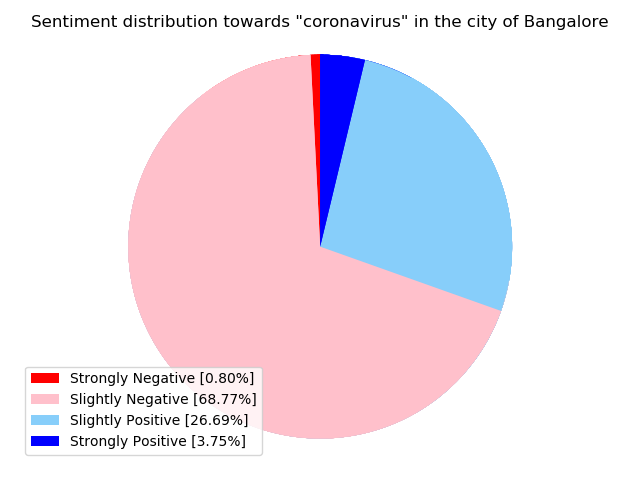 Sentiment distribution towards "coronavirus" in the city of Bangalore
Strongly Negative [0.80%]
Slightly Negative [68.77%]
Slightly Positive [26.69%]
Strongly Positive [3.75%]